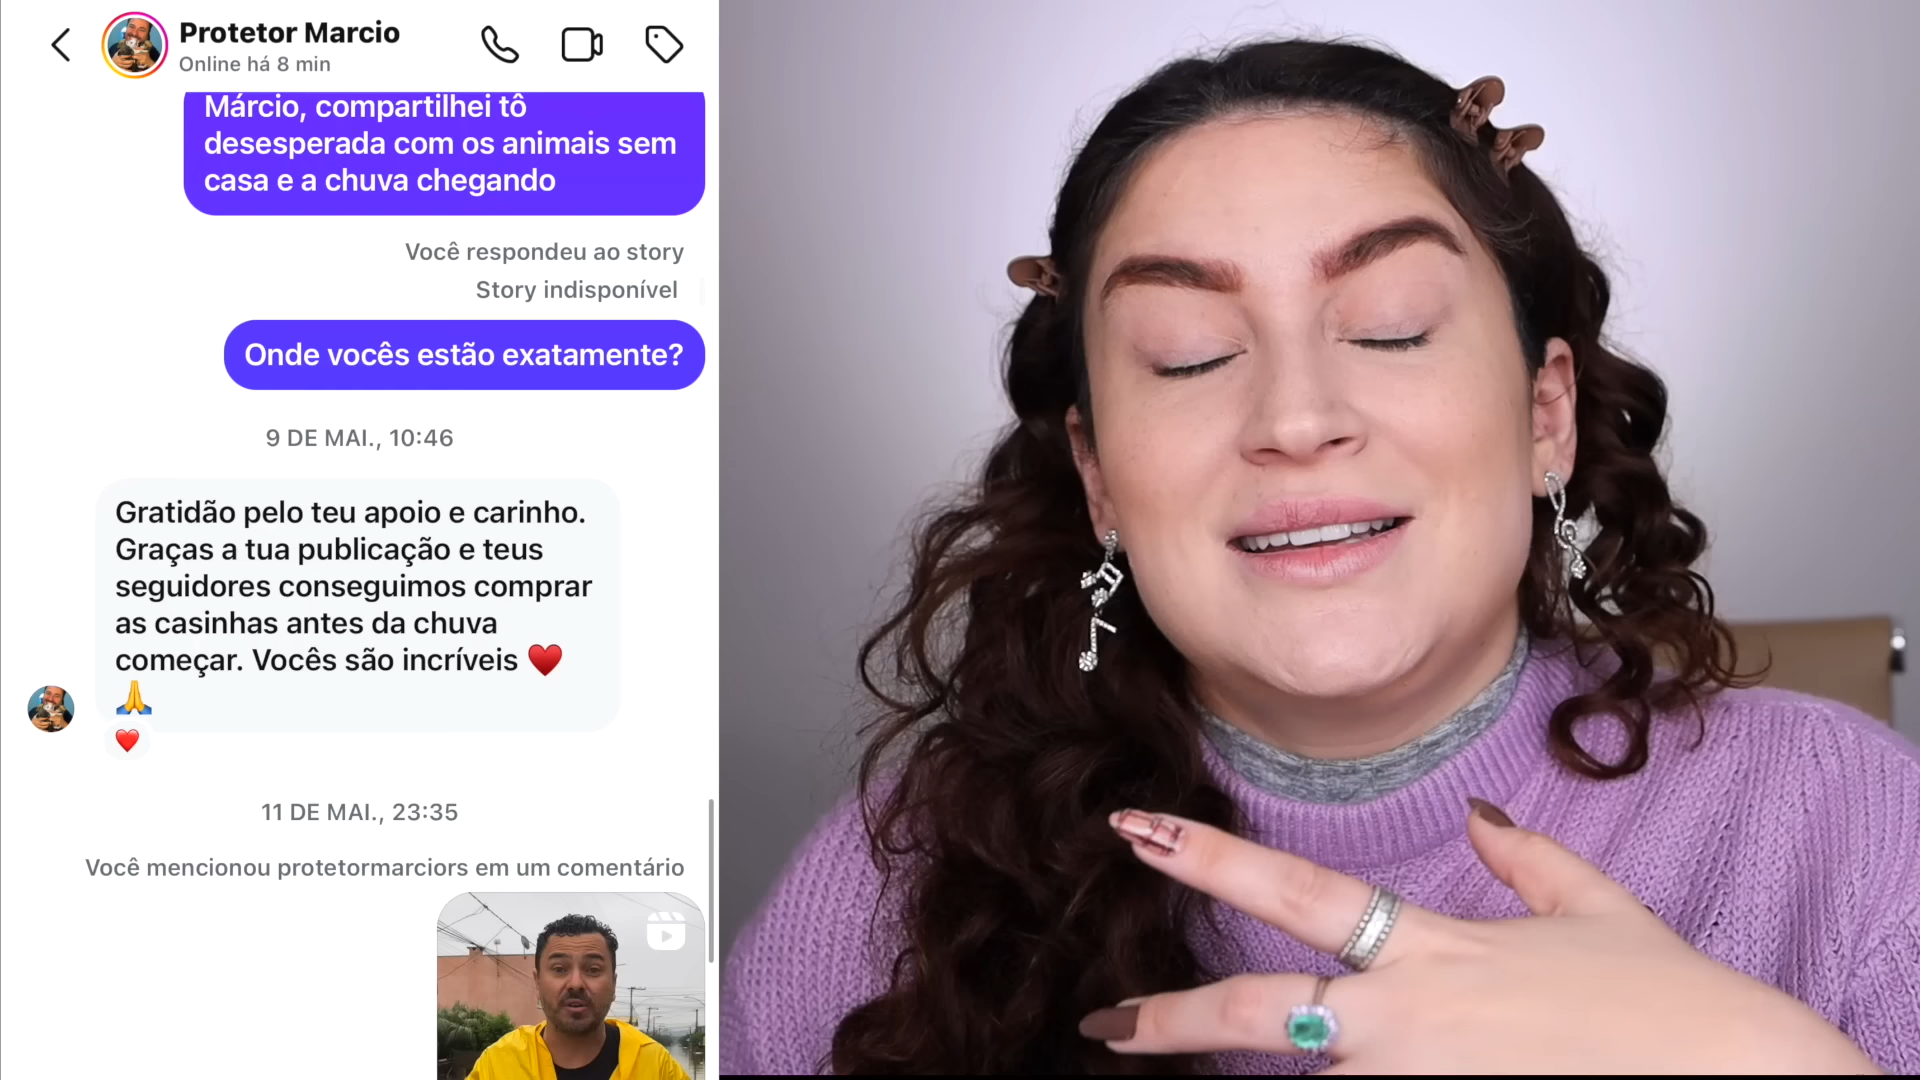 Protetor Marcio
Online há 8 min
Márcio, compartilhei tô
desesperada com os animais sem
casa e a chuva chegando
Você respondeu ao story
Story indisponível
Onde vocês estão exatamente?
9 DE MAI., 10:46
Gratidão pelo teu apoio e carinho.
Graças a tua publicação e teus
seguidores conseguimos comprar
as casinhas antes da chuva
começar. Vocês são incríveis ♥️
🙏
❤️
11 DE MAI., 23:35
Você mencionou protetormarciors em um comentário